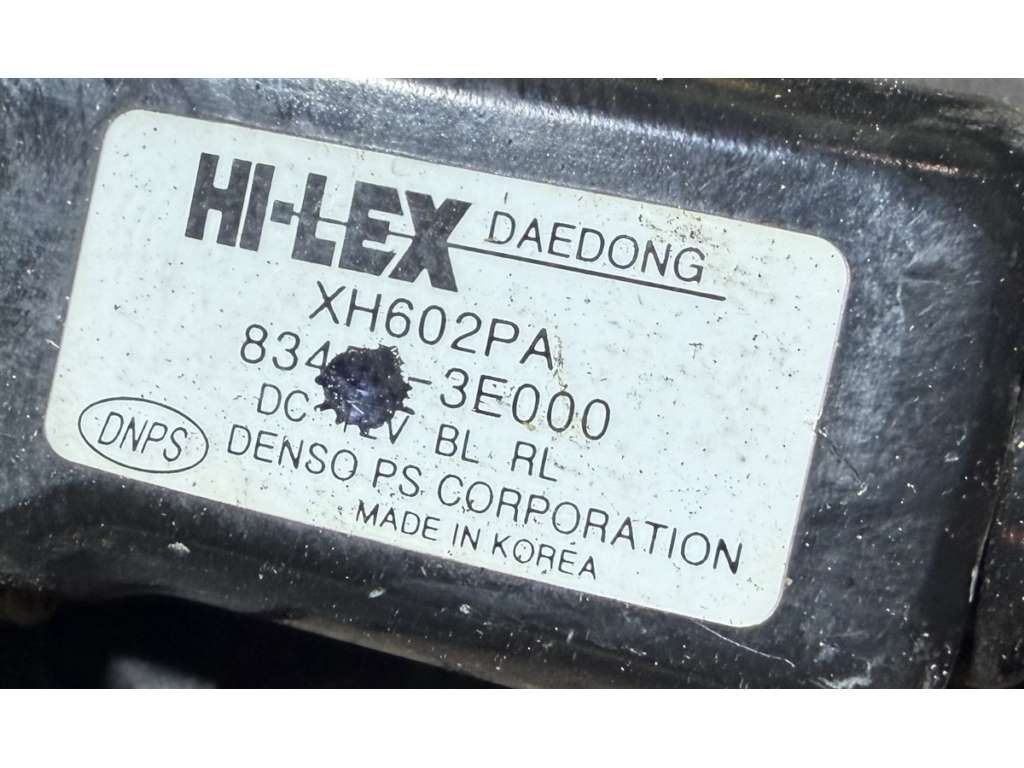 HI-LEX DAEDONG
XH602PA
3E000
DC BL RL
DNPS DENSO PS CORPORATION
MADE IN KOREA